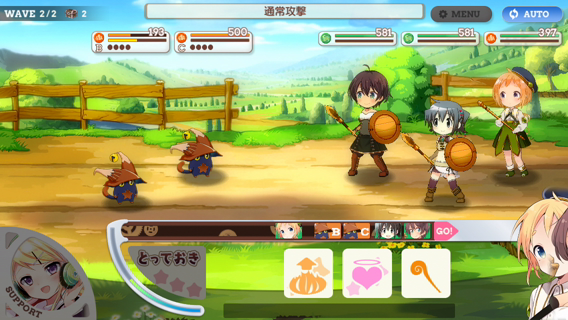 WAVE 2/2 2
通常攻撃
MENU
AUTO
193
B
500
C
581
581
397
B C GO!
とっておき
SUPPORT